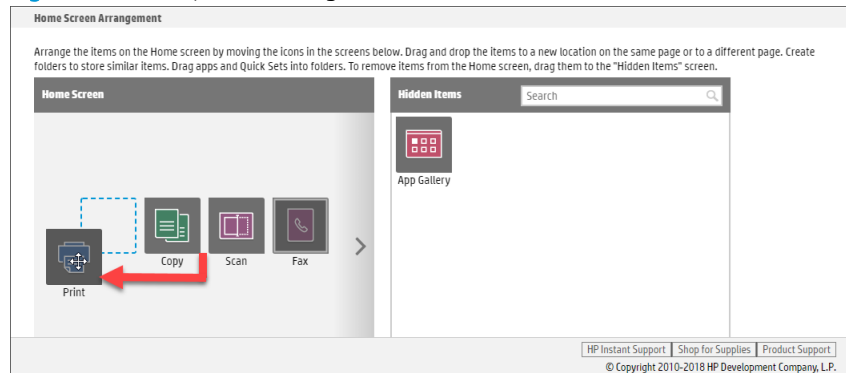 Home Screen Arrangement
Arrange the items on the Home screen by moving the icons in the screens below. Drag and drop the items to a new location on the same page or to a different page. Create
folders to store similar items. Drag apps and Quick Sets into folders. To remove items from the Home screen, drag them to the "Hidden Items" screen.
Home Screen
Hidden Items
Search
App Gallery
Copy
Scan
Fax
Print
HP Instant Support
Shop for Supplies
Product Support
© Copyright 2010-2018 HP Development Company, L.P.